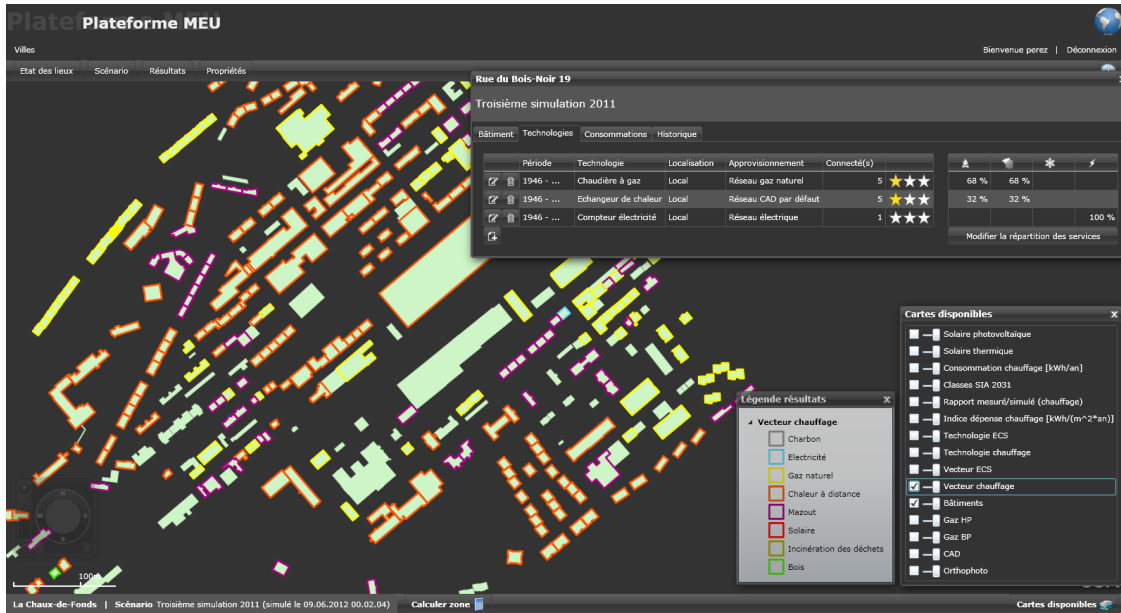 Plateforme MEU
Villes
Bienvenue perez | Déconnexion
Etat des lieux Scénario Résultats Propriétés
Rue du Bois-Noir 19
Troisième simulation 2011
Bâtiment Technologies Consommations Historique
Période Technologie Localisation Approvisionnement Connecté(s)
1946 - ... Chaudière à gaz Local Réseau gaz naturel 5 68 % 68 %
1946 - ... Echangeur de chaleur Local Réseau CAD par défaut 5 32 % 32 %
1946 - ... Compteur électricité Local Réseau électrique 1 100 %
Modifier la répartition des services
Cartes disponibles x
Solaire photovoltaïque
Solaire thermique
Consommation chauffage [kWh/an]
Classes SIA 2031
Rapport mesuré/simulé (chauffage)
Indice dépense chauffage [kWh/(m^2*an)]
Technologie ECS
Technologie chauffage
Vecteur ECS
Vecteur chauffage
Bâtiments
Gaz HP
Gaz BP
CAD
Orthophoto
Légende résultats x
Vecteur chauffage
Charbon
Electricité
Gaz naturel
Chaleur à distance
Mazout
Solaire
Incinération des déchets
Bois
100m
La Chaux-de-Fonds | Scénario Troisième simulation 2011 (simulé le 09.06.2012 00.02.04) Calculer zone
Cartes disponibles